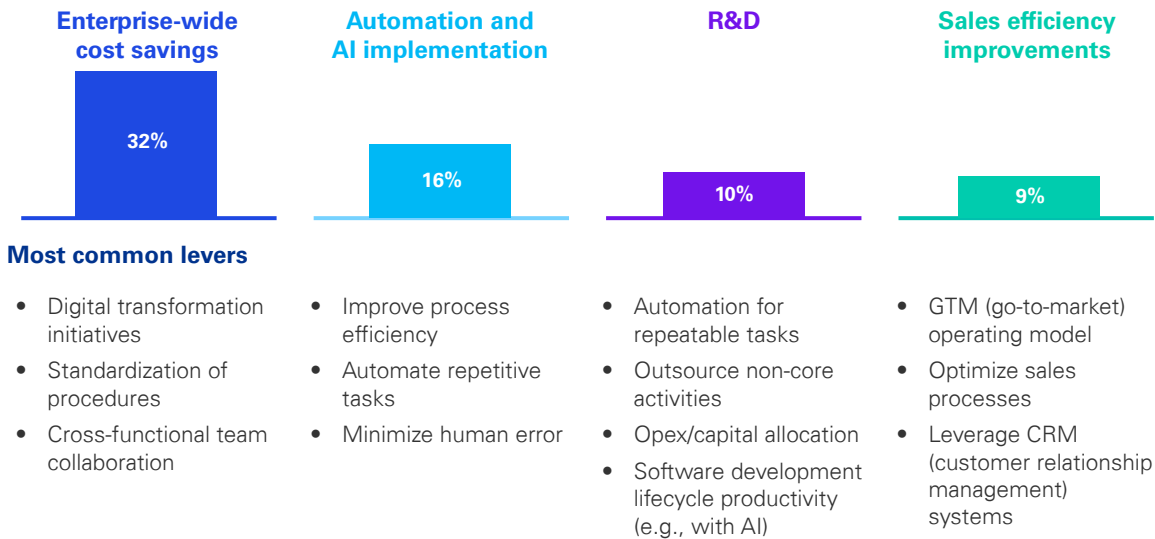 Enterprise-wide
cost savings
32%
Automation and
AI implementation
16%
R&D
10%
Sales efficiency
improvements
9%
Most common levers
• Digital transformation
initiatives
• Standardization of
procedures
• Cross-functional team
collaboration
• Improve process
efficiency
• Automate repetitive
tasks
• Minimize human error
• Automation for
repeatable tasks
• Outsource non-core
activities
• Opex/capital allocation
• Software development
lifecycle productivity
(e.g., with AI)
• GTM (go-to-market)
operating model
• Optimize sales
processes
• Leverage CRM
(customer relationship
management)
systems